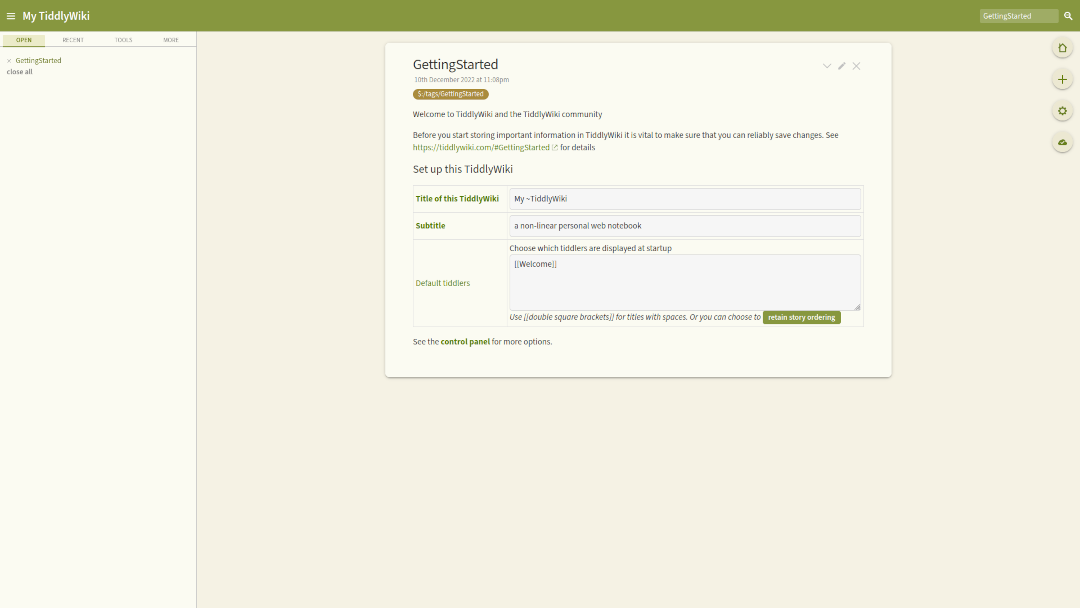 My TiddlyWiki
GettingStarted
OPEN RECENT TOOLS MORE
× GettingStarted
close all
GettingStarted
10th December 2022 at 11:08pm
$:/tags/GettingStarted
Welcome to TiddlyWiki and the TiddlyWiki community
Before you start storing important information in TiddlyWiki it is vital to make sure that you can reliably save changes. See
https://tiddlywiki.com/#GettingStarted for details
Set up this TiddlyWiki
Title of this TiddlyWiki My ~TiddlyWiki
Subtitle a non-linear personal web notebook
Choose which tiddlers are displayed at startup
[[Welcome]]
Default tiddlers
Use [[double square brackets]] for titles with spaces. Or you can choose to retain story ordering
See the control panel for more options.